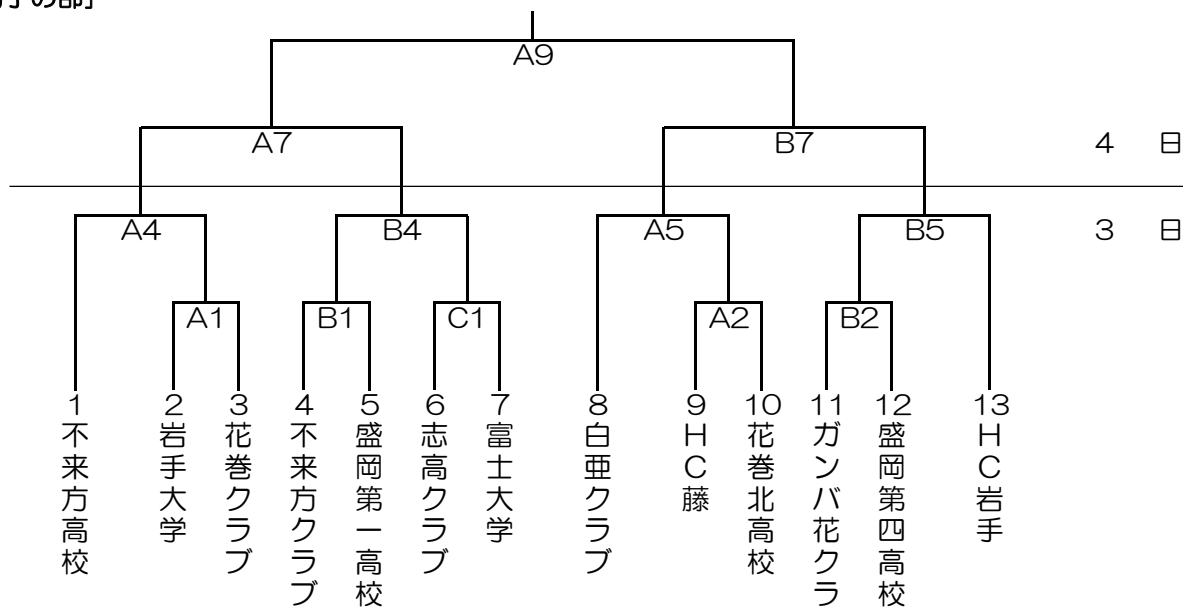 子の部］
A9
A7
B7
4 日
A4
B4
A5
B5
3 日
A1
B1
C1
A2
B2
1 不来方高校
2 岩手大学
3 花巻クラブ
4 不来方クラブ
5 盛岡第一高校
6 志高クラブ
7 富士大学
8 白亜クラブ
9 HC藤
10 花巻北高校
11 ガンバ花クラ
12 盛岡第四高校
13 HC岩手